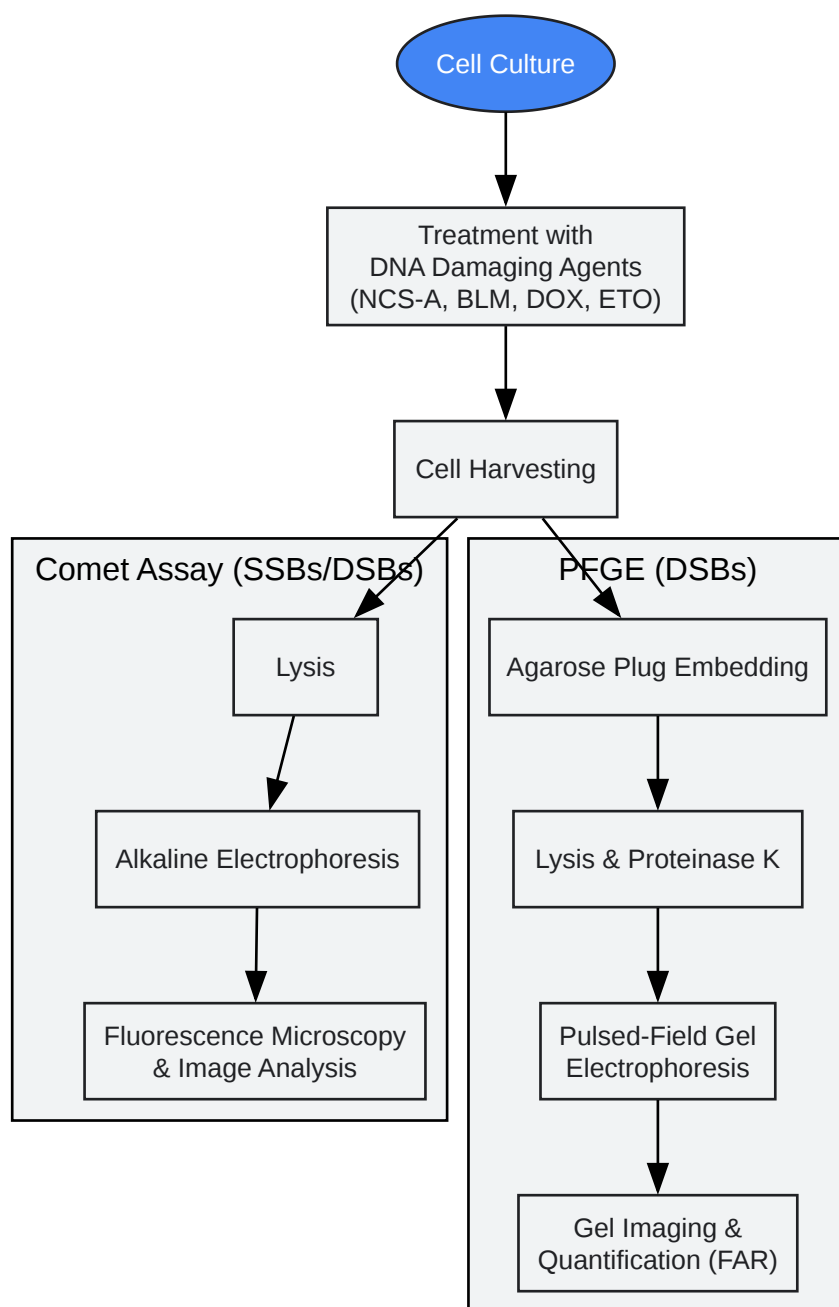 Cell Culture
Treatment with
DNA Damaging Agents
(NCS-A, BLM, DOX, ETO)
Cell Harvesting
Comet Assay (SSBs/DSBs)
Lysis
Alkaline Electrophoresis
Fluorescence Microscopy
& Image Analysis
PFGE (DSBs)
Agarose Plug Embedding
Lysis & Proteinase K
Pulsed-Field Gel
Electrophoresis
Gel Imaging &
Quantification (FAR)